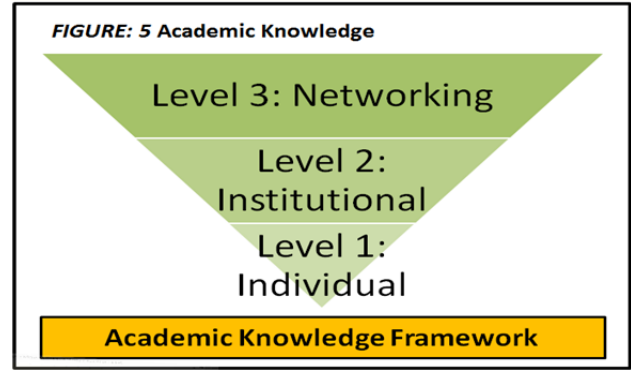 FIGURE: 5 Academic Knowledge
Level 3: Networking
Level 2:
Institutional
Level 1:
Individual
Academic Knowledge Framework